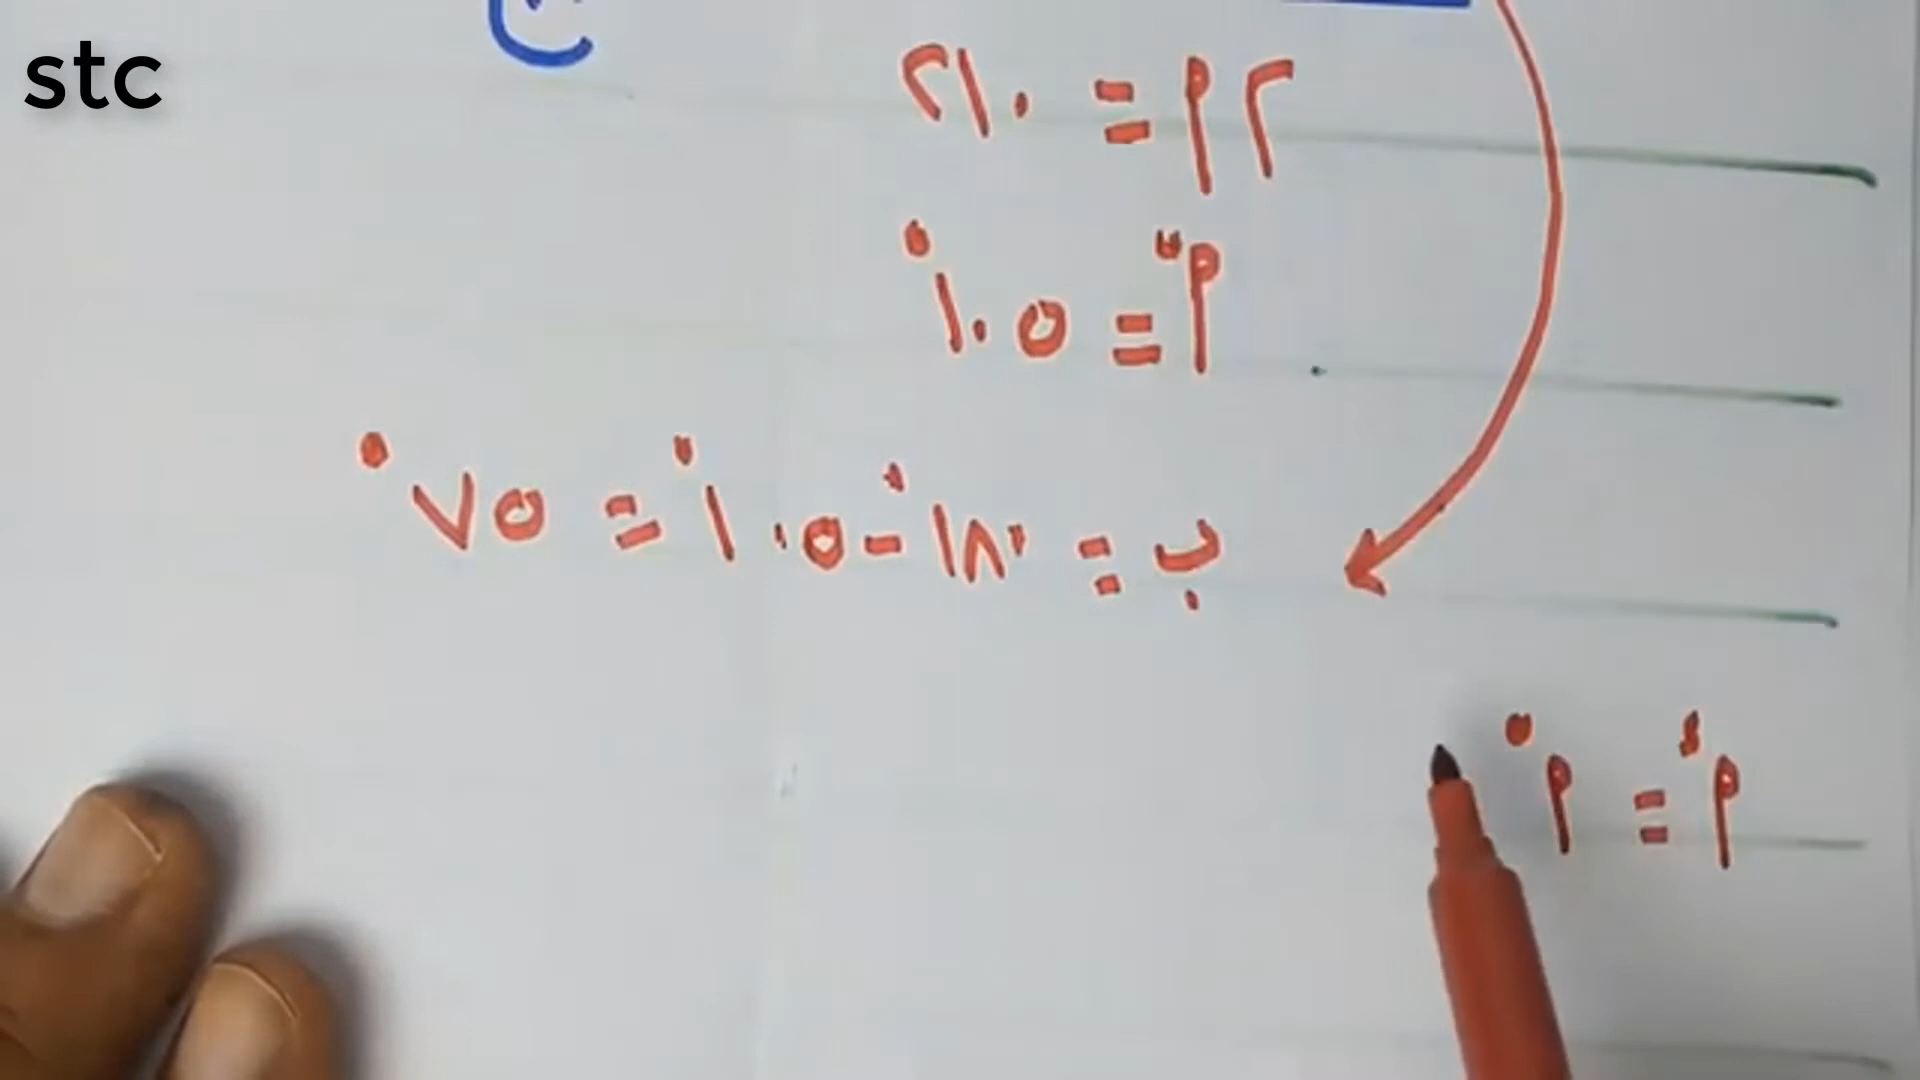 stc
٢م = ٢١٠
م° = ١٠٥°
ب = ١٨٠° - ١٠٥° = ٧٥°
م° = م°